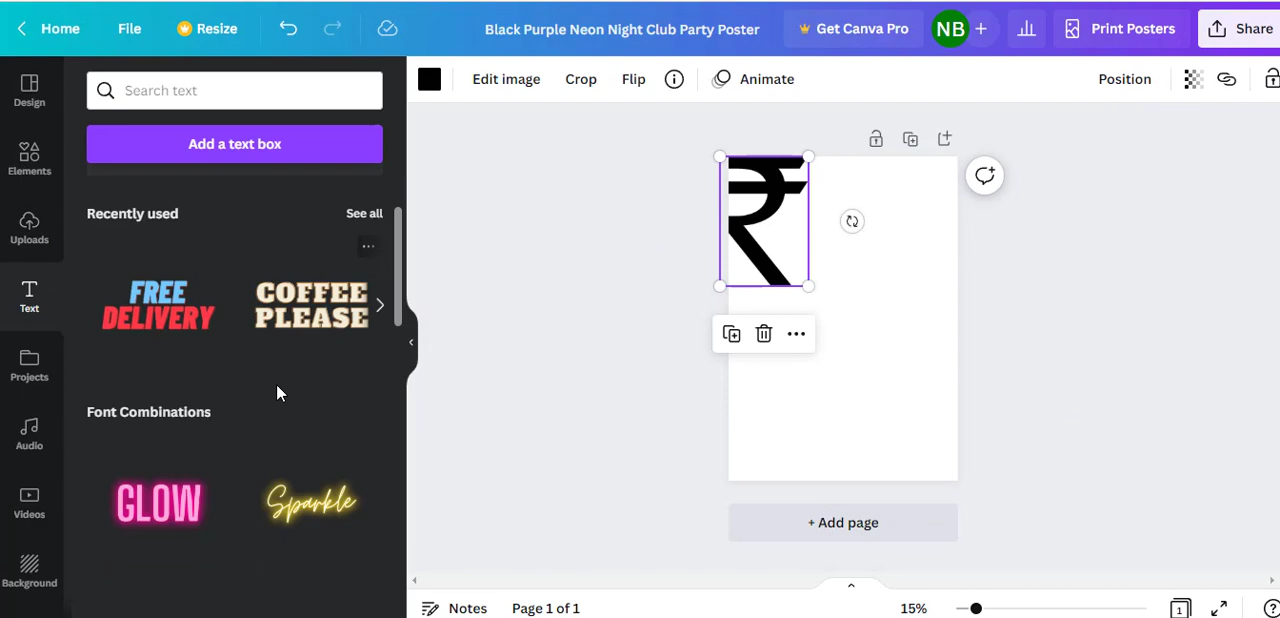 Home File Resize Black Purple Neon Night Club Party Poster Get Canva Pro NB + Print Posters Share
Design
Elements
Uploads
Text
Projects
Audio
Videos
Background
Search text
Add a text box
Recently used See all
FREE
DELIVERY
COFFEE
PLEASE
Font Combinations
GLOW
Sparkle
Edit image Crop Flip Animate Position
₹
+ Add page
Notes Page 1 of 1 15% 1 ?